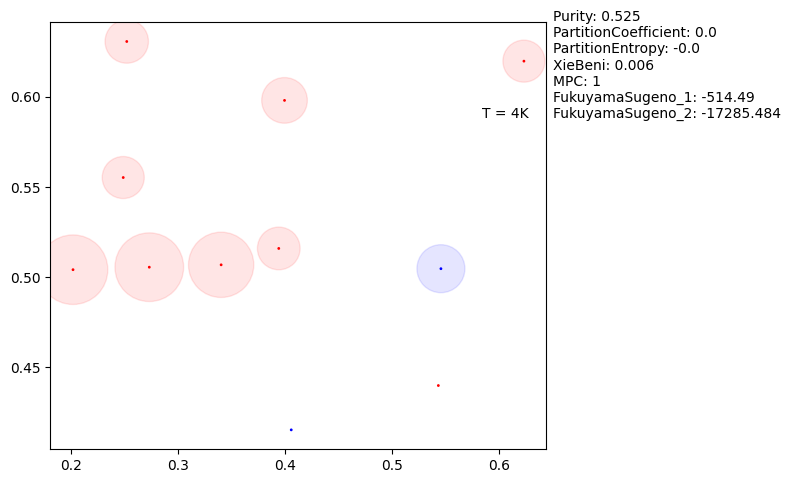 Purity: 0.525
PartitionCoefficient: 0.0
PartitionEntropy: -0.0
XieBeni: 0.006
MPC: 1
FukuyamaSugeno_1: -514.49
FukuyamaSugeno_2: -17285.484
T = 4K
0.60
0.55
0.50
0.45
0.2 0.3 0.4 0.5 0.6